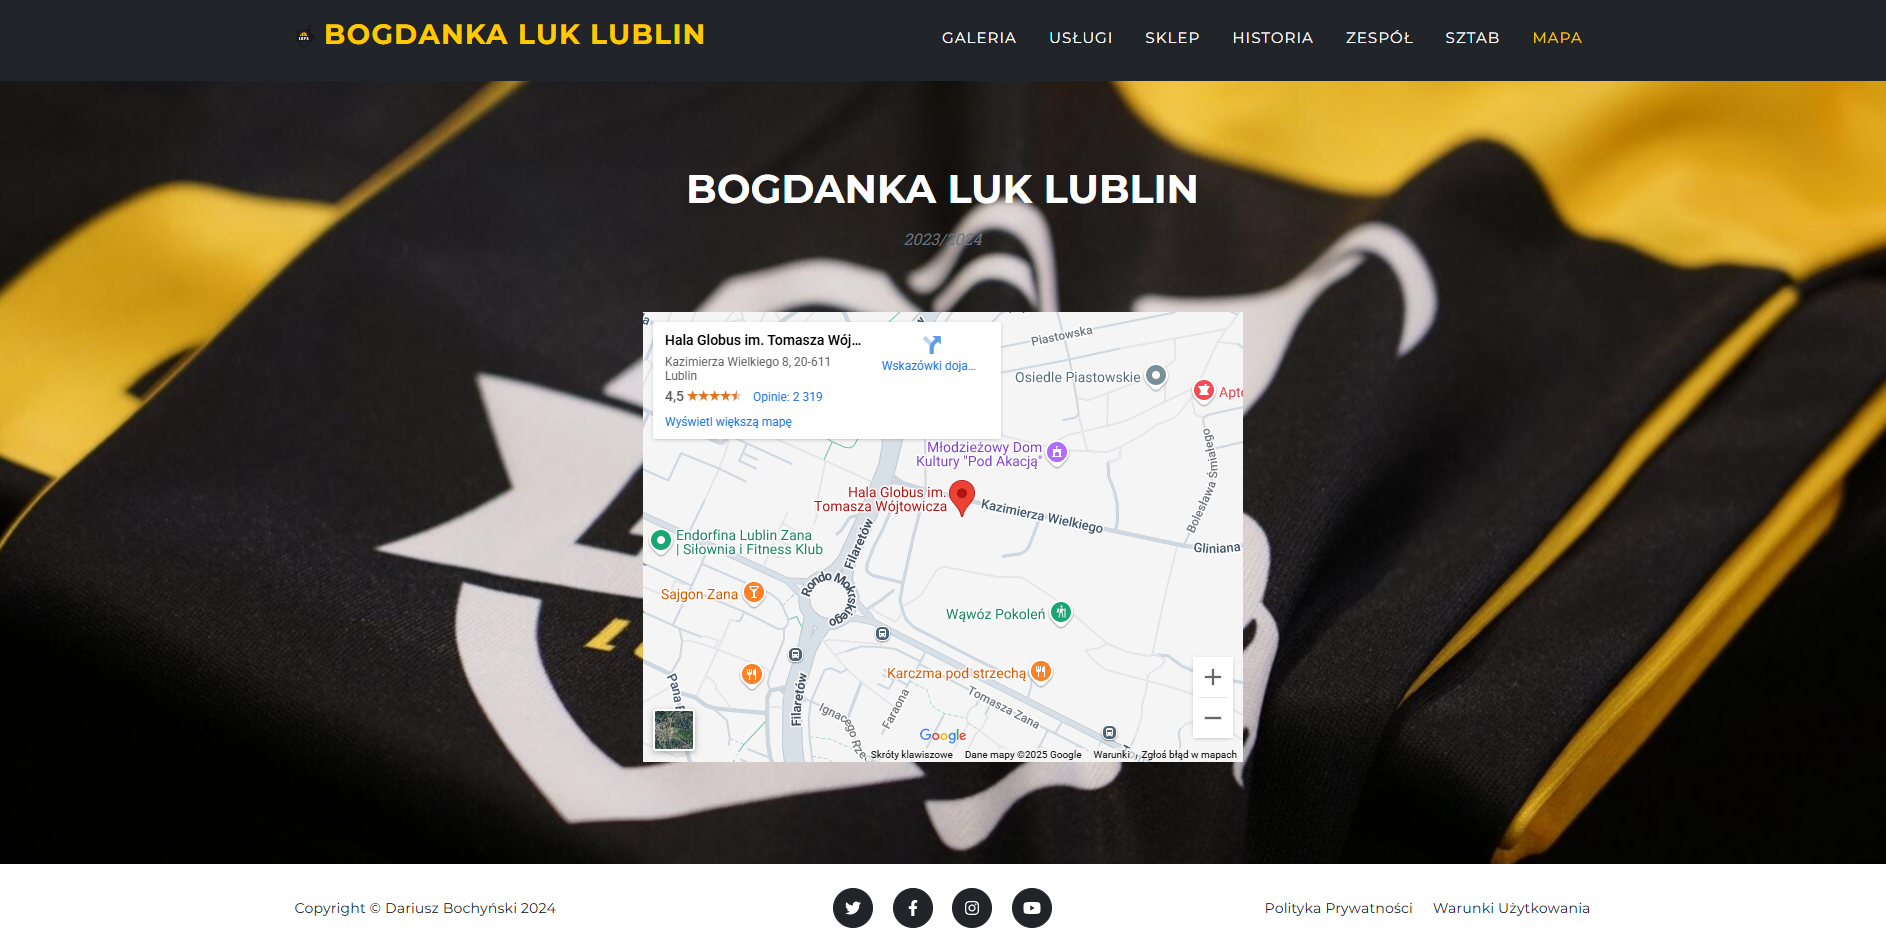 BOGDANKA LUK LUBLIN
GALERIA USŁUGI SKLEP HISTORIA ZESPÓŁ SZTAB MAPA
BOGDANKA LUK LUBLIN
2023/2024
Hala Globus im. Tomasza Wój...
Kazimierza Wielkiego 8, 20-611
Lublin
4,5
Opinie: 2 319
Wyświetl większą mapę
Wskazówki doja...
Piastowska
Osiedle Piastowskie
Apte
Młodzieżowy Dom
Kultury "Pod Akacją"
Bolesława Śmiałego
Hala Globus im.
Tomasza Wójtowicza
Kazimierza Wielkiego
Gliniana
Endorfina Lublin Zana
| Siłownia i Fitness Klub
Filaretów
Rondo Mokrskiego
Sajgon Zana
Wąwóz Pokoleń
Karczma pod strzechą
Pana
Filaretów
Ignacego Rze
Faraona
Tomasza Zana
Google
Skróty klawiszowe
Dane mapy ©2025 Google
Warunki
Zgłoś błąd w mapach
Copyright © Dariusz Bochyński 2024
Polityka Prywatności
Warunki Użytkowania